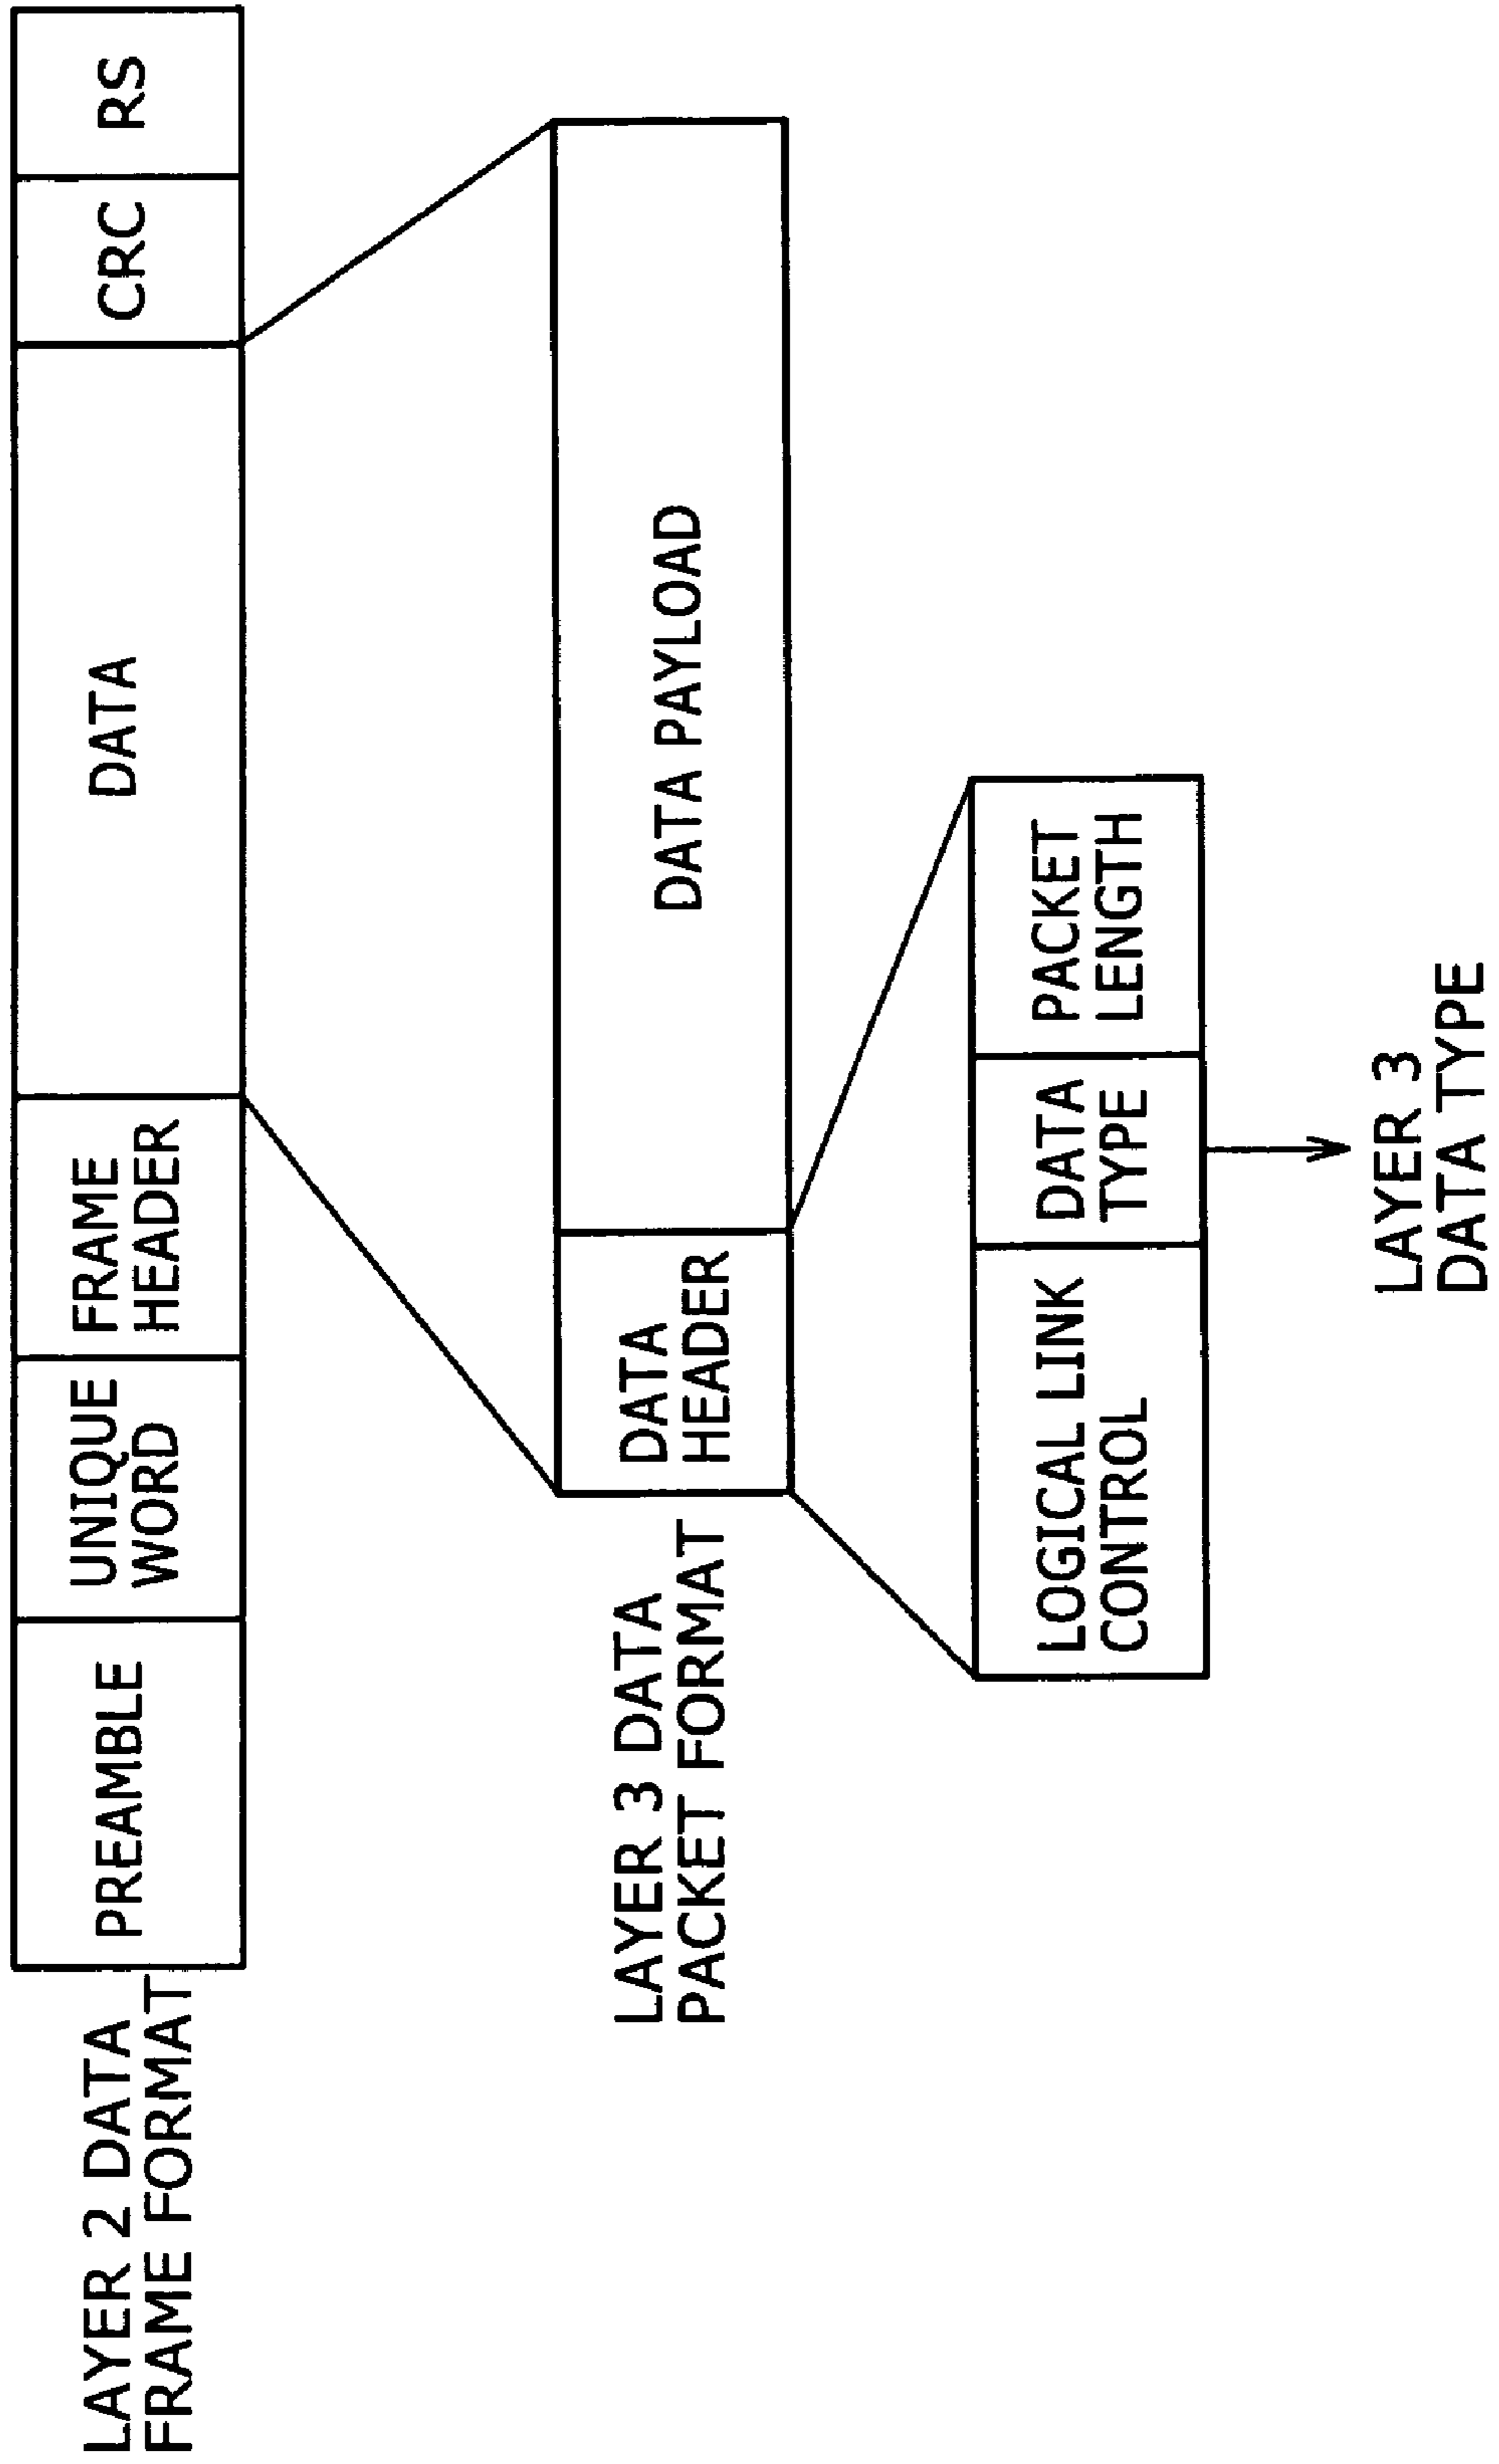 LAYER 2 DATA
FRAME FORMAT
PREAMBLE
UNIQUE
WORD
FRAME
HEADER
DATA
CRC
RS
LAYER 3 DATA
PACKET FORMAT
DATA
HEADER
DATA PAYLOAD
LOGICAL LINK
CONTROL
DATA
TYPE
PACKET
LENGTH
LAYER 3
DATA TYPE